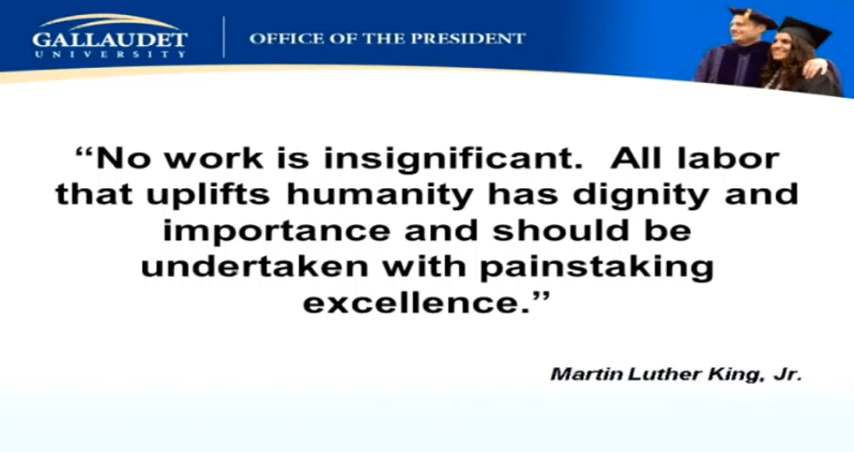 GALLAUDET
UNIVERSITY
OFFICE OF THE PRESIDENT
“No work is insignificant.  All labor
that uplifts humanity has dignity and
importance and should be
undertaken with painstaking
excellence.”
Martin Luther King, Jr.